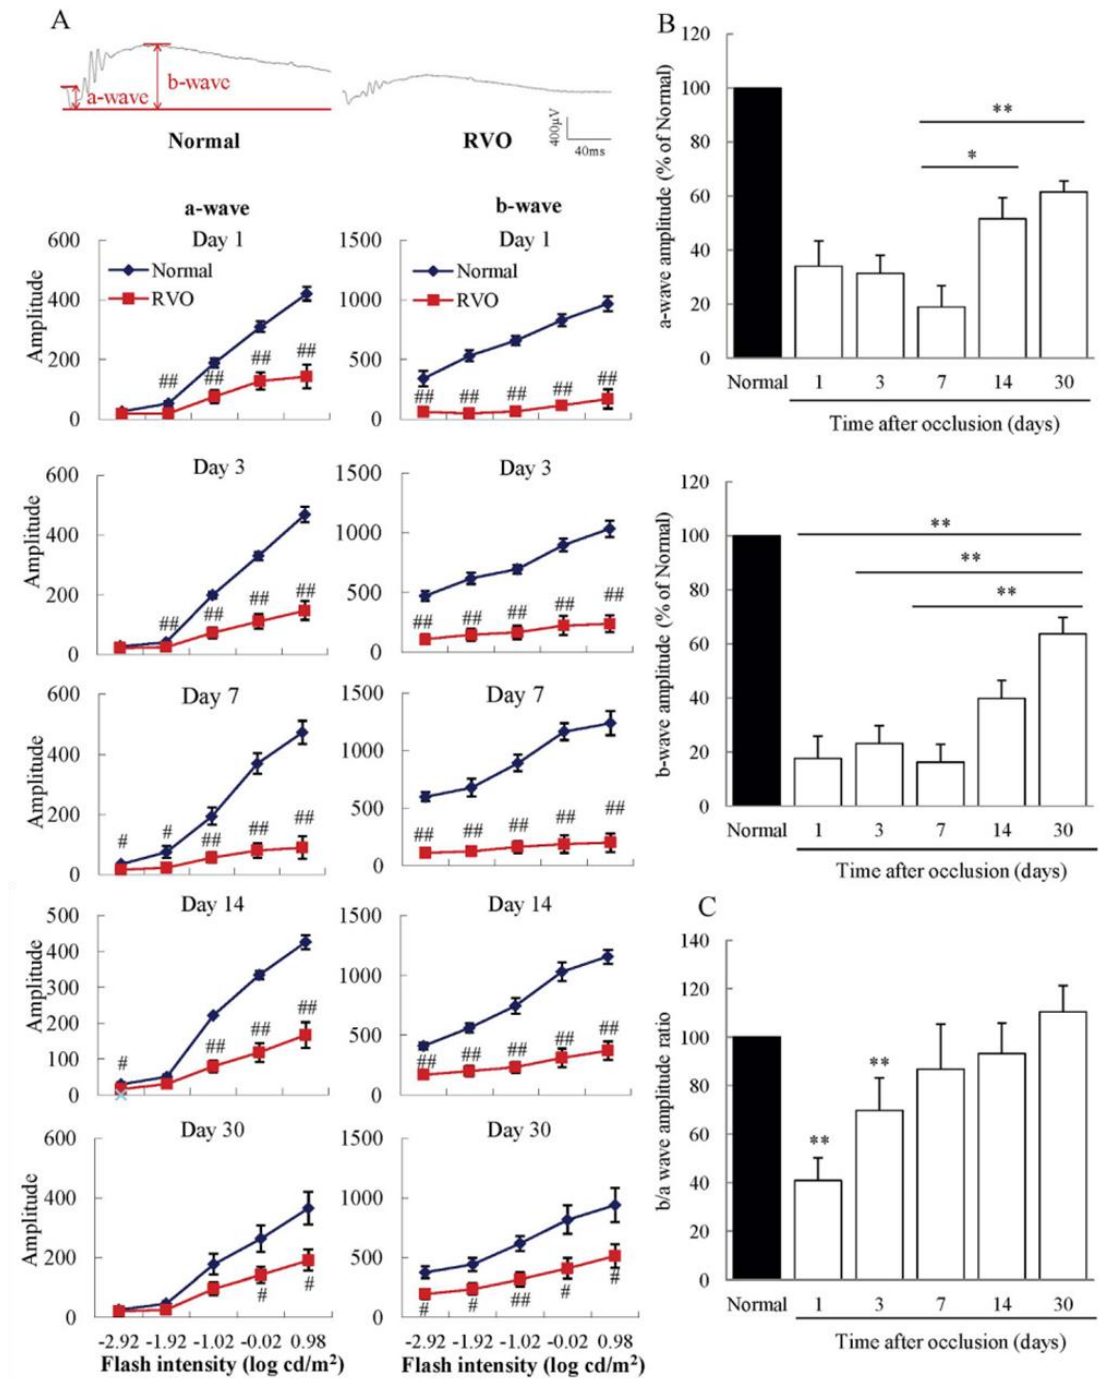 A
a-wave
b-wave
Normal
RVO
400μV
40ms
a-wave
b-wave
Day 1
Day 1
600
400
200
0
Amplitude
Normal
RVO
##
##
##
##
1500
1000
500
0
Normal
RVO
##
##
##
##
##
Day 3
Day 3
600
400
200
0
Amplitude
##
##
##
##
1500
1000
500
0
##
##
##
##
##
Day 7
Day 7
600
400
200
0
Amplitude
#
#
##
##
##
1500
1000
500
0
##
##
##
##
##
Day 14
Day 14
500
400
300
200
100
0
Amplitude
#
##
##
##
1500
1000
500
0
##
##
##
##
##
Day 30
Day 30
600
400
200
0
Amplitude
#
#
1500
1000
500
0
#
#
##
#
#
-2.92 -1.92 -1.02 -0.02 0.98
Flash intensity (log cd/m²)
-2.92 -1.92 -1.02 -0.02 0.98
Flash intensity (log cd/m²)
B
a-wave amplitude (% of Normal)
120
100
80
60
40
20
0
**
*
Normal 1 3 7 14 30
Time after occlusion (days)
b-wave amplitude (% of Normal)
120
100
80
60
40
20
0
**
**
**
Normal 1 3 7 14 30
Time after occlusion (days)
C
b/a wave amplitude ratio
140
120
100
80
60
40
20
0
**
**
Normal 1 3 7 14 30
Time after occlusion (days)